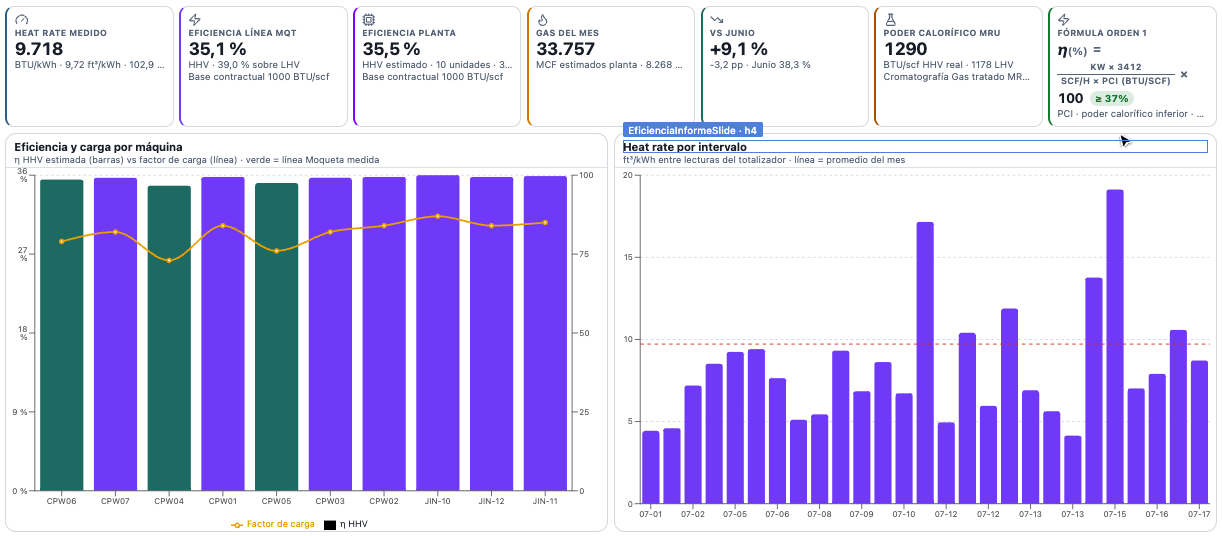 HEAT RATE MEDIDO
9.718
BTU/kWh · 9,72 ft³/kWh · 102,9 ...
EFICIENCIA LÍNEA MQT
35,1 %
HHV · 39,0 % sobre LHV
Base contractual 1000 BTU/scf
EFICIENCIA PLANTA
35,5 %
HHV estimado · 10 unidades · 3...
Base contractual 1000 BTU/scf
GAS DEL MES
33.757
MCF estimados planta · 8.268 ...
VS JUNIO
+9,1 %
-3,2 pp · Junio 38,3 %
PODER CALORÍFICO MRU
1290
BTU/scf HHV real · 1178 LHV
Cromatografía Gas tratado MR...
FÓRMULA ORDEN 1
η(%) =
KW × 3412
SCF/H × PCI (BTU/SCF)
×
100 ≥ 37%
PCI · poder calorífico inferior · ...
Eficiencia y carga por máquina
η HHV estimada (barras) vs factor de carga (línea) · verde = línea Moqueta medida
36 %
27 %
18 %
9 %
0 %
100
75
50
25
0
CPW06 CPW07 CPW04 CPW01 CPW05 CPW03 CPW02 JIN-10 JIN-12 JIN-11
Factor de carga η HHV
EficienciaInformeSlide · h4
Heat rate por intervalo
ft³/kWh entre lecturas del totalizador · línea = promedio del mes
20
15
10
5
0
07-01 07-02 07-05 07-06 07-08 07-09 07-10 07-12 07-13 07-13 07-15 07-16 07-17